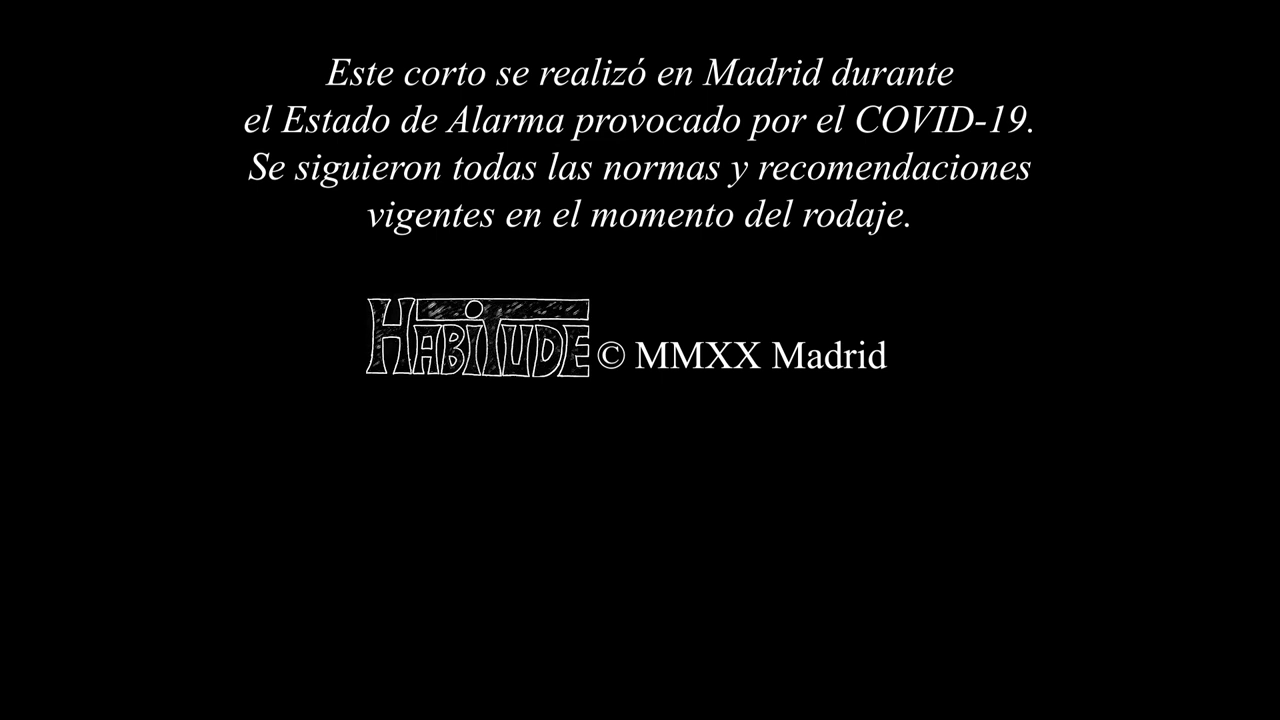 Este corto se realizó en Madrid durante
el Estado de Alarma provocado por el COVID-19.
Se siguieron todas las normas y recomendaciones
vigentes en el momento del rodaje.
HABiTUDE © MMXX Madrid